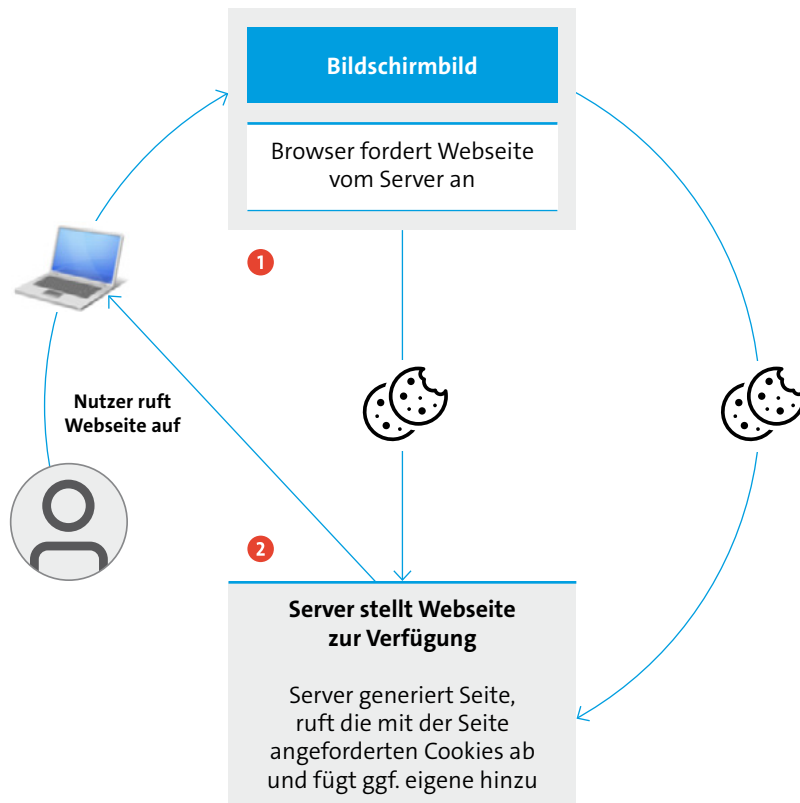 Bildschirmbild
Browser fordert Webseite
vom Server an
1
Nutzer ruft
Webseite auf
2
Server stellt Webseite
zur Verfügung
Server generiert Seite,
ruft die mit der Seite
angeforderten Cookies ab
und fügt ggf. eigene hinzu